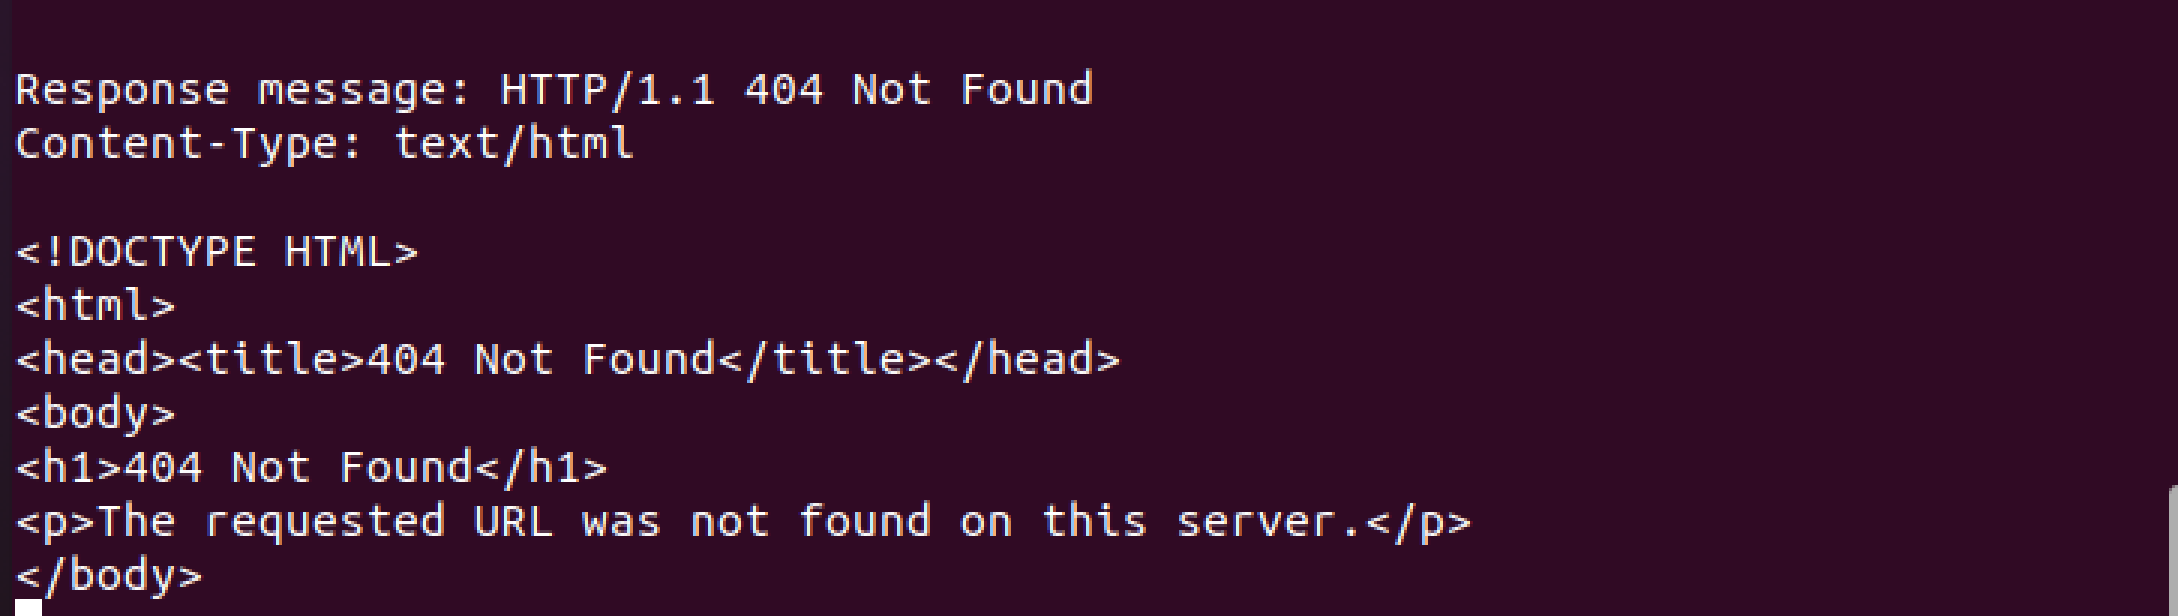 Response message: HTTP/1.1 404 Not Found
Content-Type: text/html
<!DOCTYPE HTML>
<html>
<head><title>404 Not Found</title></head>
<body>
<h1>404 Not Found</h1>
<p>The requested URL was not found on this server.</p>
</body>